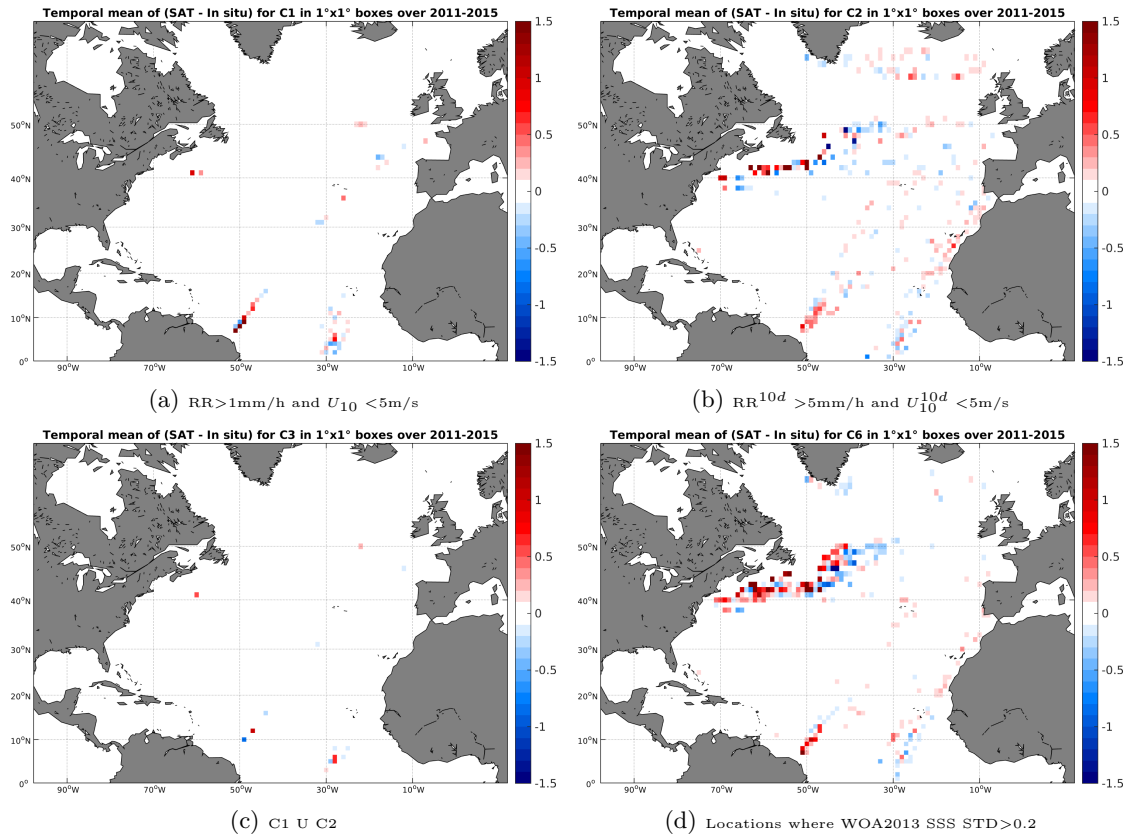 Temporal mean of (SAT - In situ) for C1 in 1°x1° boxes over 2011-2015
50°N
40°N
30°N
20°N
10°N
0°
90°W
70°W
50°W
30°W
10°W
1.5
1
0.5
0
-0.5
-1
-1.5
(a) RR>1mm/h and U10 <5m/s
Temporal mean of (SAT - In situ) for C2 in 1°x1° boxes over 2011-2015
50°N
40°N
30°N
20°N
10°N
0°
90°W
70°W
50°W
30°W
10°W
1.5
1
0.5
0
-0.5
-1
-1.5
(b) RR10d >5mm/h and U10 10d <5m/s
Temporal mean of (SAT - In situ) for C3 in 1°x1° boxes over 2011-2015
50°N
40°N
30°N
20°N
10°N
0°
90°W
70°W
50°W
30°W
10°W
1.5
1
0.5
0
-0.5
-1
-1.5
(c) C1 U C2
Temporal mean of (SAT - In situ) for C6 in 1°x1° boxes over 2011-2015
50°N
40°N
30°N
20°N
10°N
0°
90°W
70°W
50°W
30°W
10°W
1.5
1
0.5
0
-0.5
-1
-1.5
(d) Locations where WOA2013 SSS STD>0.2